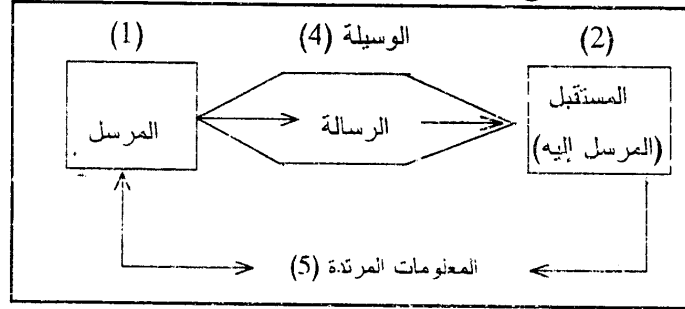 (1)
الوسيلة (4)
(2)
المرسل
الرسالة
المستقبل
(المرسل إليه)
المعلومات المرتدة (5)